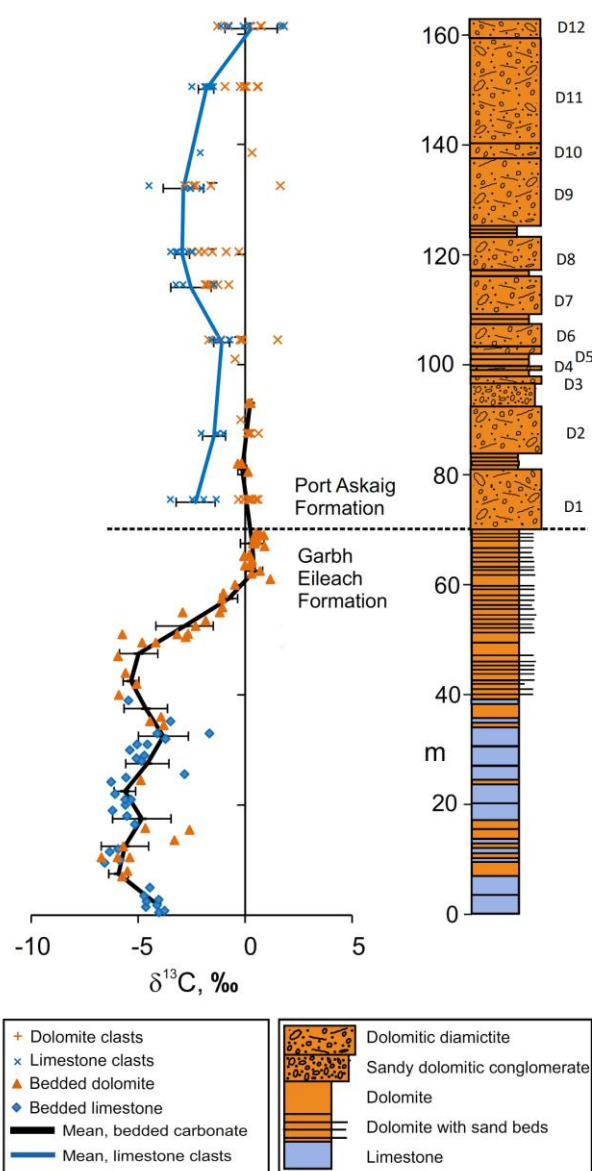 160
D12
D11
140
D10
D9
120
D8
D7
D6
D5
100
D4
D3
D2
80
D1
Port Askaig
Formation
Garbh
Eileach
Formation
60
40
m
20
0
-10
-5
0
5
δ¹³C, ‰
Dolomite clasts
Limestone clasts
Bedded dolomite
Bedded limestone
Mean, bedded carbonate
Mean, limestone clasts
Dolomitic diamictite
Sandy dolomitic conglomerate
Dolomite
Dolomite with sand beds
Limestone